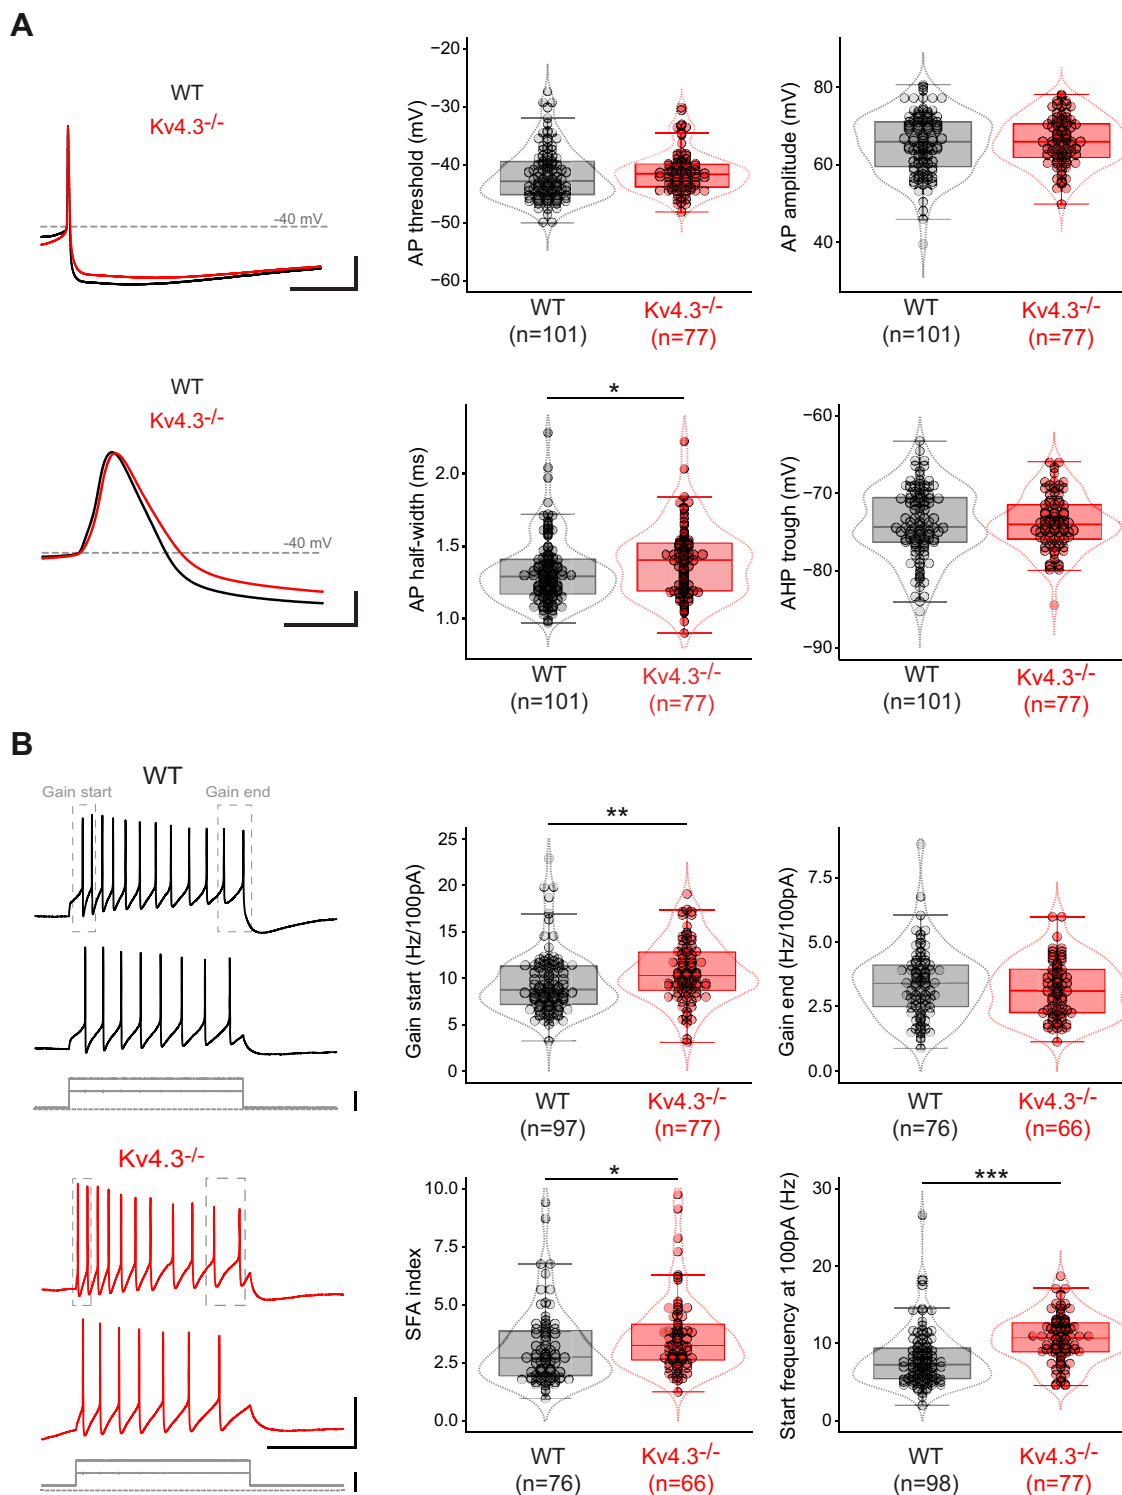 A
WT
Kv4.3-/-
-40 mV
AP threshold (mV)
−20
−30
−40
−50
−60
WT
(n=101)
Kv4.3-/-
(n=77)
AP amplitude (mV)
80
60
40
WT
(n=101)
Kv4.3-/-
(n=77)
WT
Kv4.3-/-
-40 mV
*
AP half-width (ms)
2.0
1.5
1.0
WT
(n=101)
Kv4.3-/-
(n=77)
AHP trough (mV)
−60
−70
−80
−90
WT
(n=101)
Kv4.3-/-
(n=77)
B
WT
Gain start
Gain end
**
Gain start (Hz/100pA)
25
20
15
10
5
0
WT
(n=97)
Kv4.3-/-
(n=77)
Gain end (Hz/100pA)
7.5
5.0
2.5
0.0
WT
(n=76)
Kv4.3-/-
(n=66)
Kv4.3-/-
*
SFA index
10.0
7.5
5.0
2.5
0.0
WT
(n=76)
Kv4.3-/-
(n=66)
***
Start frequency at 100pA (Hz)
30
20
10
0
WT
(n=98)
Kv4.3-/-
(n=77)